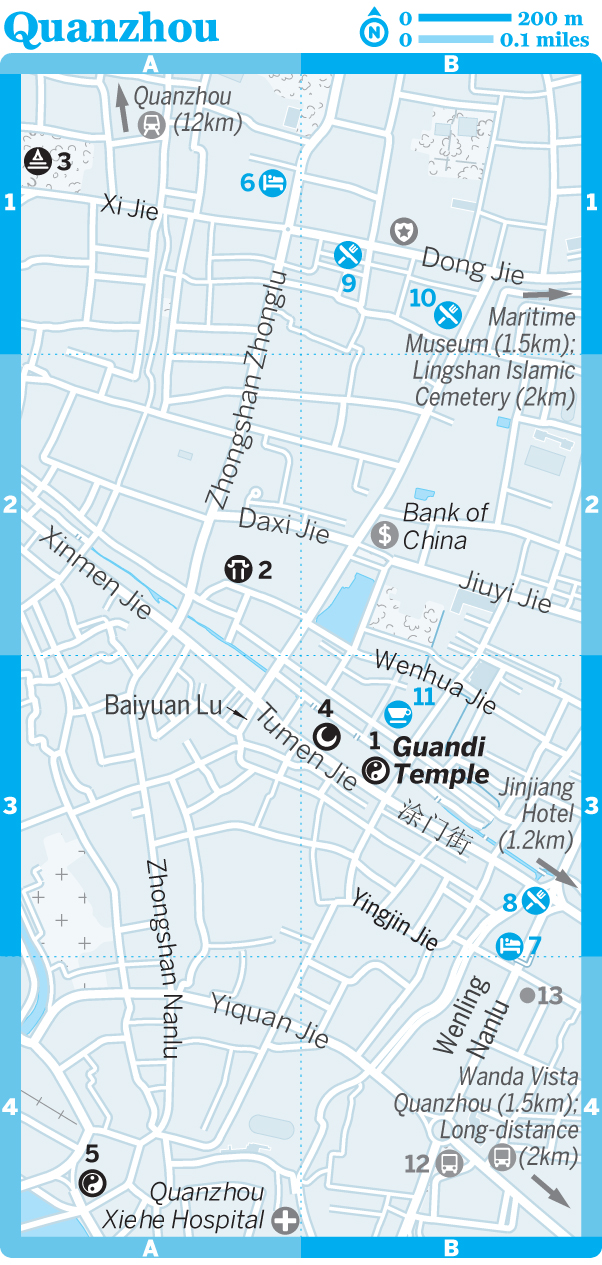 Quanzhou
N
0 200 m
0 0.1 miles
A
B
Quanzhou
(12km)
3
6
1
1
Xi Jie
Dong Jie
9
10
Maritime
Museum (1.5km);
Lingshan Islamic
Cemetery (2km)
Zhongshan Zhonglu
2
2
Daxi Jie
$
Bank of
China
Xinmen Jie
2
Jiuyi Jie
Wenhua Jie
11
Baiyuan Lu
4
Tumen Jie
1 Guandi
Temple
涂门街
Jinjiang
Hotel
(1.2km)
3
3
8
Yingjin Jie
7
Zhongshan Nanlu
Wenling
Nanlu
13
Yiquan Jie
Wanda Vista
Quanzhou (1.5km);
Long-distance
(2km)
4
4
12
5
Quanzhou
Xiehe Hospital
A
B